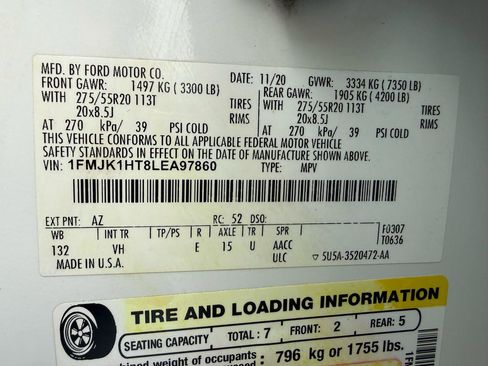 MFD. BY FORD MOTOR CO.
DATE: 11/20 GVWR: 3334 KG (7350 LB)
FRONT GAWR: 1497 KG (3300 LB) REAR GAWR: 1905 KG (4200 LB)
WITH 275/55R20 113T TIRES WITH 275/55R20 113T TIRES
20x8.5J RIMS 20x8.5J RIMS
AT 270 kPa/ 39 PSI COLD AT 270 kPa/ 39 PSI COLD
THIS VEHICLE CONFORMS TO ALL APPLICABLE FEDERAL MOTOR VEHICLE
SAFETY STANDARDS IN EFFECT ON THE DATE OF MANUFACTURE SHOWN ABOVE.
VIN: 1FMJK1HT8LEA97860 TYPE: MPV
EXT PNT: AZ RC: 52 DSO:
WB INT TR TP/PS R AXLE TR SPR F0307
132 VH E 15 U AACC T0636
MADE IN U.S.A. ULC 5U5A-3520472-AA
TIRE AND LOADING INFORMATION
SEATING CAPACITY TOTAL: 7 FRONT: 2 REAR: 5
bined weight of occupants 796 kg or 1755 lbs.